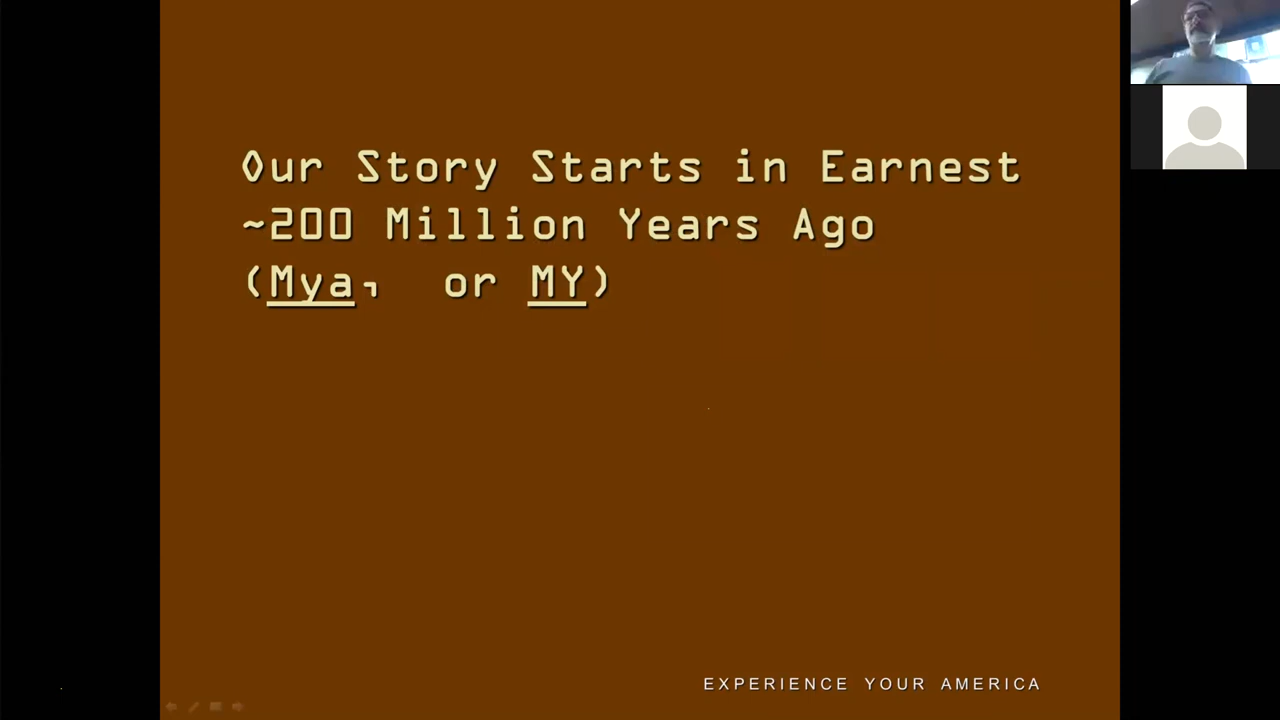 Our Story Starts in Earnest
~200 Million Years Ago
(Mya, or MY)
EXPERIENCE YOUR AMERICA